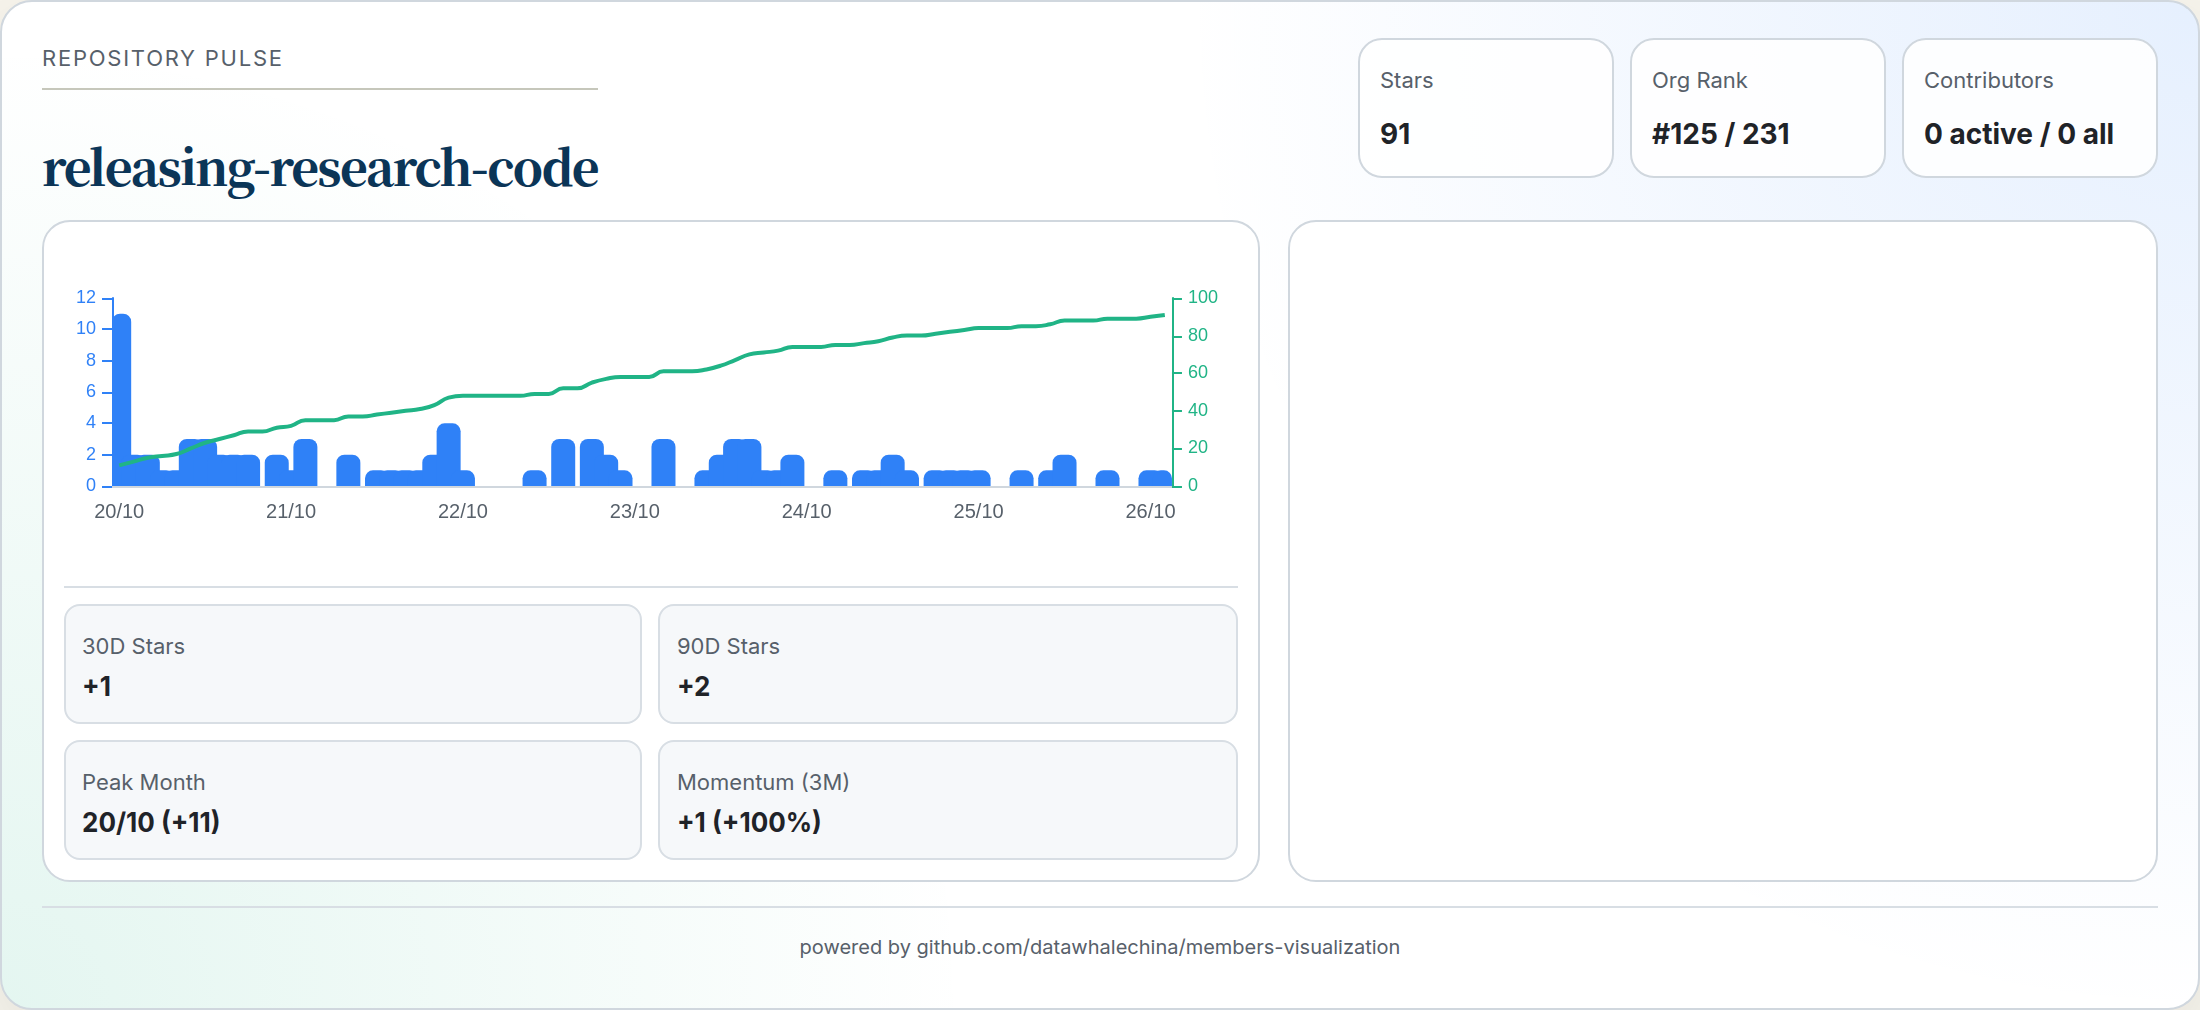 REPOSITORY PULSE
releasing-research-code
Stars
91
Org Rank
#125 / 231
Contributors
0 active / 0 all
12
10
8
6
4
2
0
100
80
60
40
20
0
20/10
21/10
22/10
23/10
24/10
25/10
26/10
30D Stars
+1
90D Stars
+2
Peak Month
20/10 (+11)
Momentum (3M)
+1 (+100%)
powered by github.com/datawhalechina/members-visualization